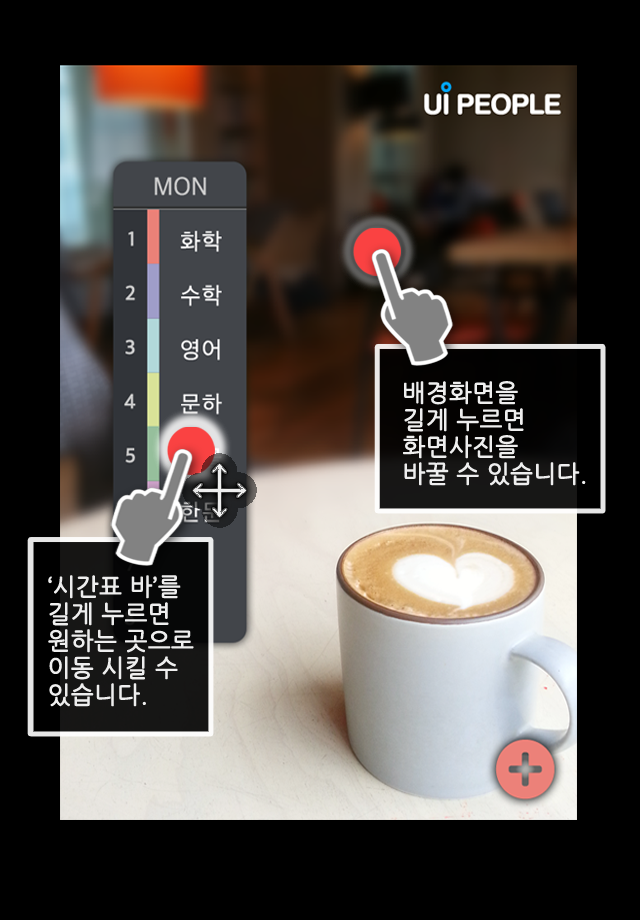 UI PEOPLE
MON
1 화학
2 수학
3 영어
4 문하
5
한문
배경화면을
길게 누르면
화면사진을
바꿀 수 있습니다.
‘시간표 바’를
길게 누르면
원하는 곳으로
이동 시킬 수
있습니다.